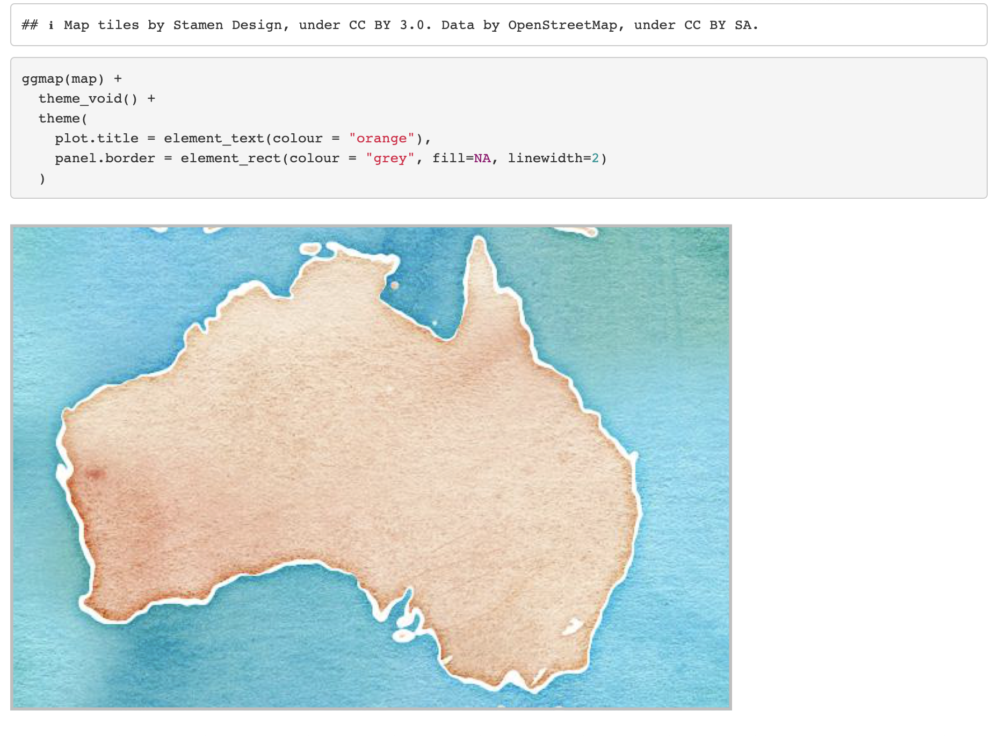 ## ℹ Map tiles by Stamen Design, under CC BY 3.0. Data by OpenStreetMap, under CC BY SA.
ggmap(map) +
  theme_void() +
  theme(
    plot.title = element_text(colour = "orange"),
    panel.border = element_rect(colour = "grey", fill=NA, linewidth=2)
  )